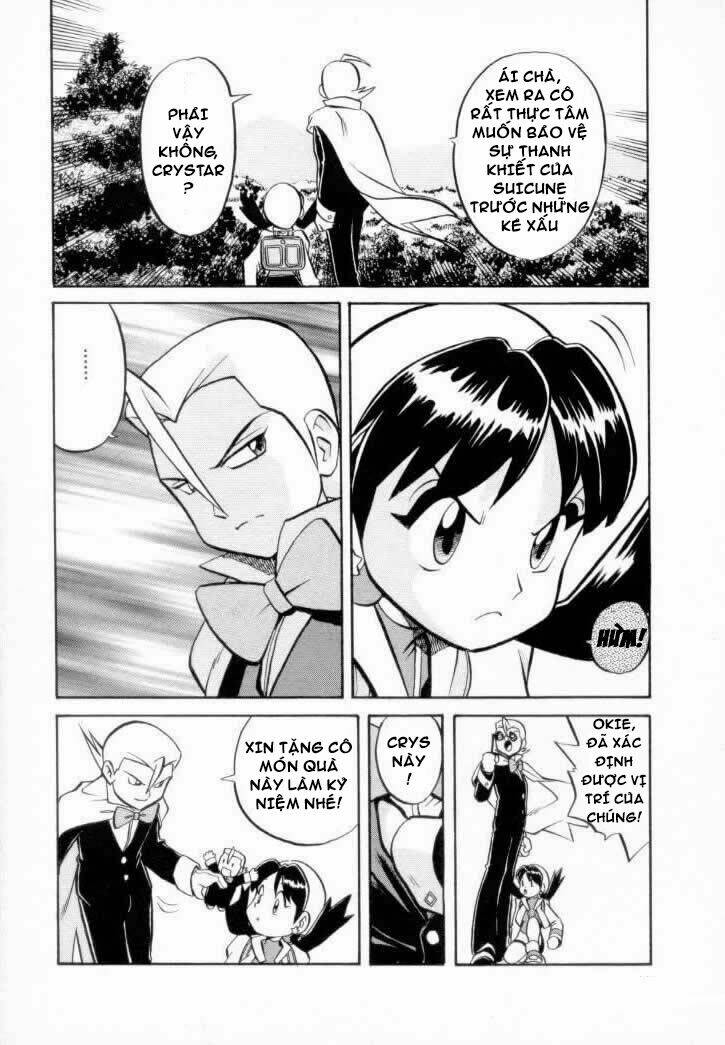 ÁI CHÀ,
XEM RA CÔ
RẤT THỰC TÂM
MUỐN BẢO VỆ
SỰ THANH
KHIẾT CỦA
SUICUNE
TRƯỚC NHỮNG
KẺ XẤU
PHẢI
VẬY
KHÔNG,
CRYSTAR
?
HỪM!
......
OKIE,
ĐÃ XÁC
ĐỊNH
ĐƯỢC VỊ
TRÍ CỦA
CHÚNG!
CRYS
NÀY
!
XIN TẶNG CÔ
MÓN QUÀ
NÀY LÀM KỶ
NIỆM NHÉ!